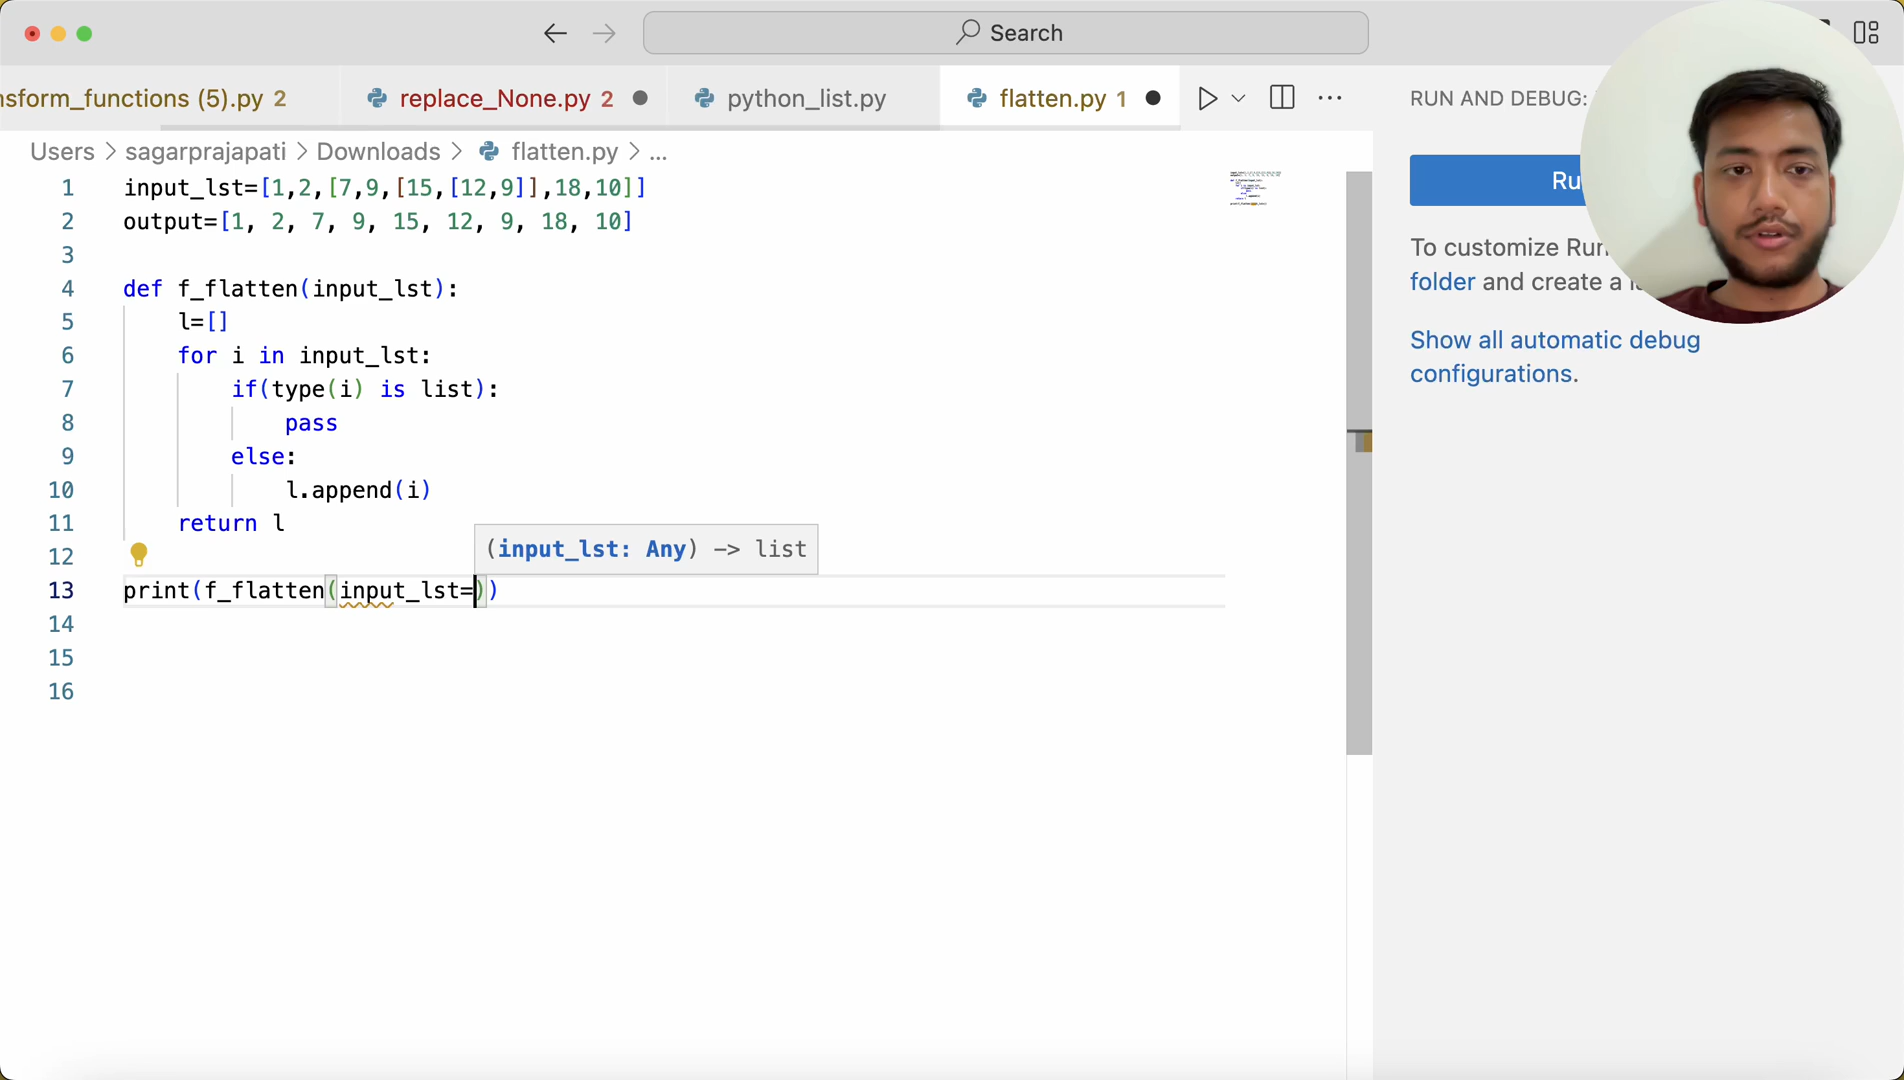 Search
nsform_functions (5).py 2
replace_None.py 2
python_list.py
flatten.py 1
RUN AND DEBUG:
Users > sagarprajapati > Downloads > flatten.py > ...
1 input_lst=[1,2,[7,9,[15,[12,9]],18,10]]
2 output=[1, 2, 7, 9, 15, 12, 9, 18, 10]
3
4 def f_flatten(input_lst):
5 l=[]
6 for i in input_lst:
7 if(type(i) is list):
8 pass
9 else:
10 l.append(i)
11 return l
12
(input_lst: Any) -> list
13 print(f_flatten(input_lst=))
14
15
16
Ru
To customize Run
folder and create a
Show all automatic debug
configurations.